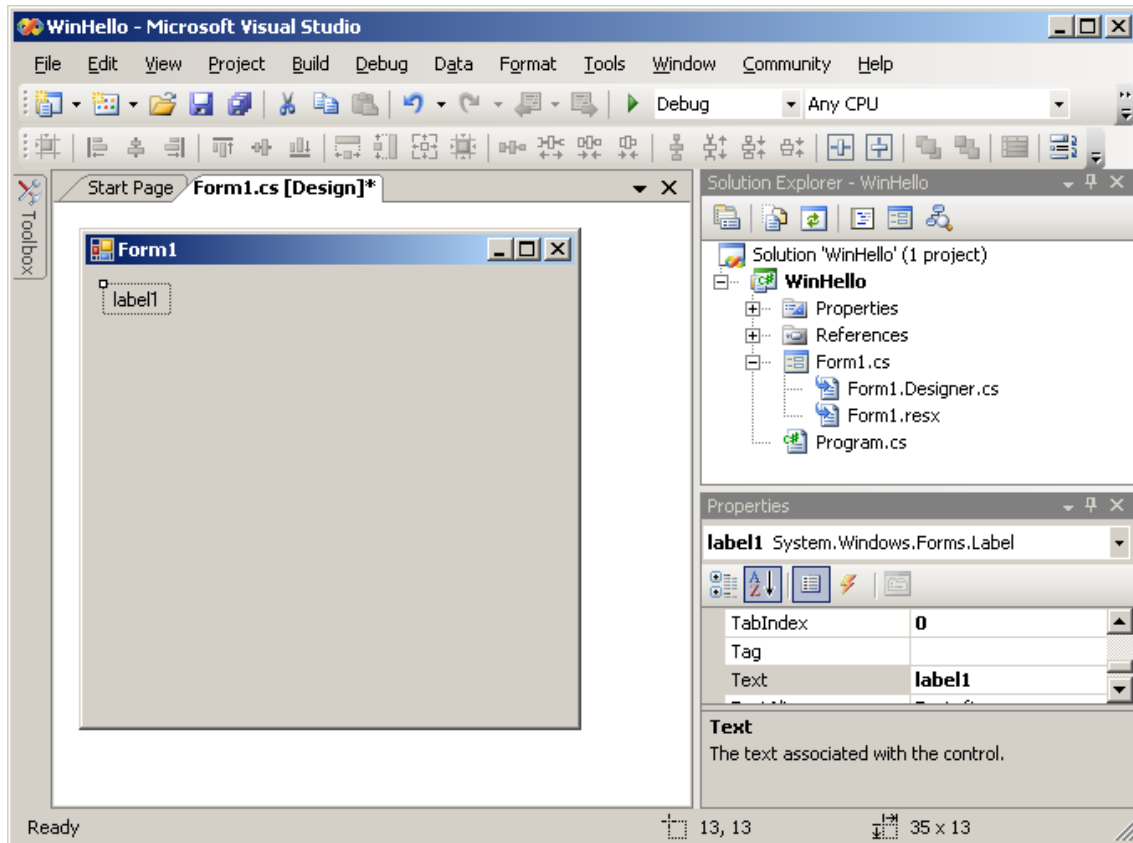 WinHello - Microsoft Visual Studio
File Edit View Project Build Debug Data Format Tools Window Community Help
Debug Any CPU
Toolbox
Start Page Form1.cs [Design]*
Form1
label1
Solution Explorer - WinHello
Solution 'WinHello' (1 project)
WinHello
Properties
References
Form1.cs
Form1.Designer.cs
Form1.resx
Program.cs
Properties
label1 System.Windows.Forms.Label
TabIndex 0
Tag
Text label1
Text
The text associated with the control.
Ready 13, 13 35 x 13